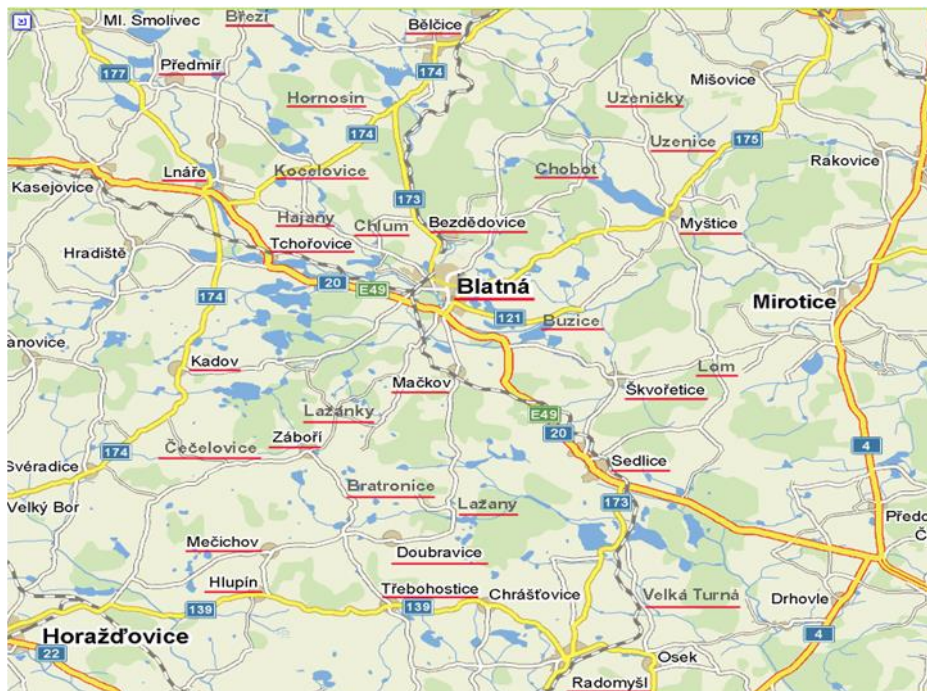 Ml. Smolivec
Březí
Bělčice
Předmíř
177
174
Mišovice
Hornosin
Uzeničky
174
Uzenice
175
Rakovice
Lnáře
Kocelovice
Chobot
Kasejovice
173
Hajany
Chlum
Bezdědovice
Myštice
Hradiště
Tchořovice
20
E49
Blatná
174
Mirotice
121
Buzice
anovice
Kadov
Mačkov
Škvořetice
Lom
Lažánky
E49
20
Čečelovice
Záboří
174
4
Svéradice
Sedlice
Bratronice
Velký Bor
Lažany
173
Předo
Č
Mečichov
Doubravice
Hlupín
Třebohostice
Chrášťovice
Velká Turná
Drhovle
139
139
Horažďovice
22
4
Osek
Radomyšl